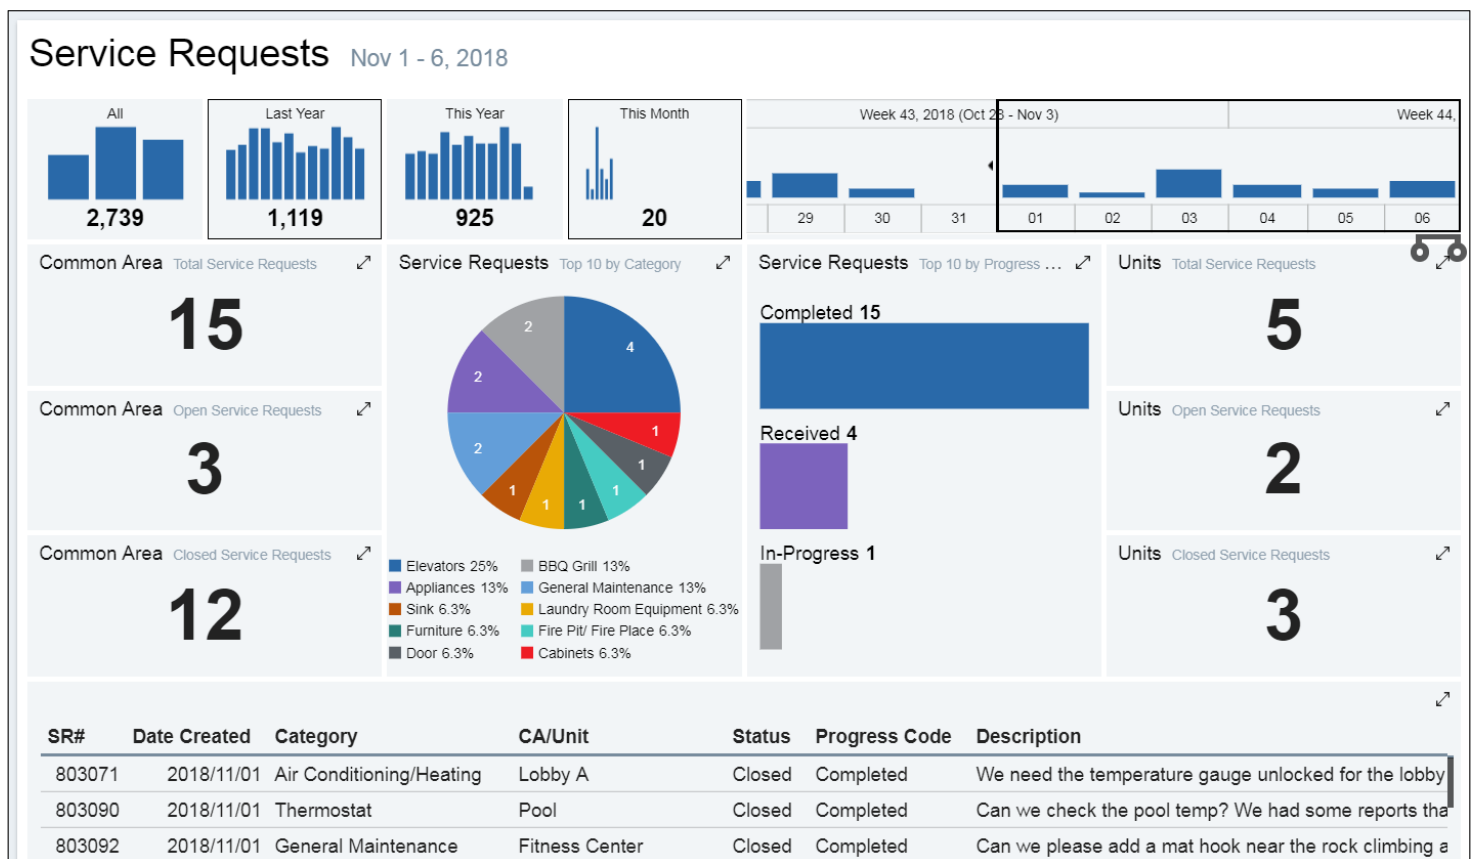 Service Requests Nov 1 - 6, 2018
All
2,739
Last Year
1,119
This Year
925
This Month
20
Week 43, 2018 (Oct 28 - Nov 3)
Week 44,
29 30 31 01 02 03 04 05 06
Common Area Total Service Requests
15
Common Area Open Service Requests
3
Common Area Closed Service Requests
12
Service Requests Top 10 by Category
4
1
1
1
1
1
1
2
2
2
Elevators 25% BBQ Grill 13%
Appliances 13% General Maintenance 13%
Sink 6.3% Laundry Room Equipment 6.3%
Furniture 6.3% Fire Pit/ Fire Place 6.3%
Door 6.3% Cabinets 6.3%
Service Requests Top 10 by Progress ...
Completed 15
Received 4
In-Progress 1
Units Total Service Requests
5
Units Open Service Requests
2
Units Closed Service Requests
3
SR# Date Created Category CA/Unit Status Progress Code Description
803071 2018/11/01 Air Conditioning/Heating Lobby A Closed Completed We need the temperature gauge unlocked for the lobby
803090 2018/11/01 Thermostat Pool Closed Completed Can we check the pool temp? We had some reports tha
803092 2018/11/01 General Maintenance Fitness Center Closed Completed Can we please add a mat hook near the rock climbing a